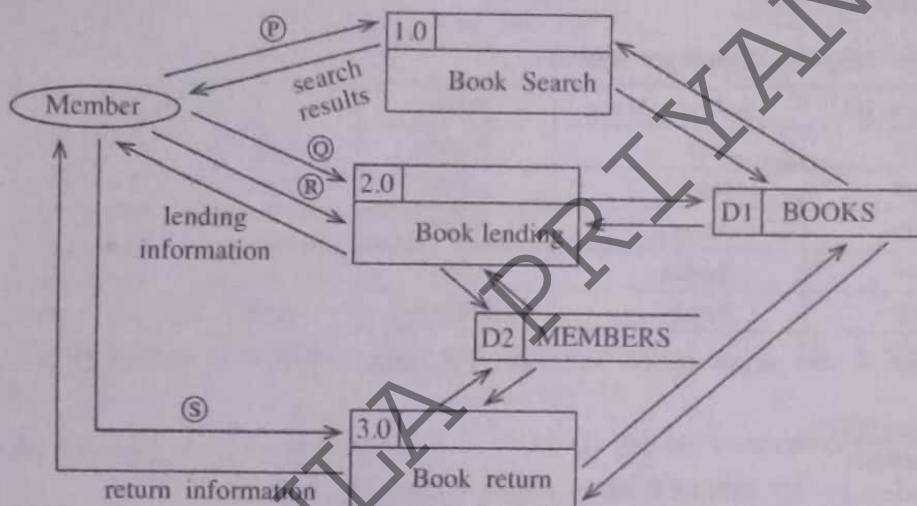 Ⓟ
1.0
Book Search
search
results
Member
Ⓠ
Ⓡ
2.0
Book lending
lending
information
D1 BOOKS
D2 MEMBERS
Ⓢ
3.0
Book return
return information
PRIYAN